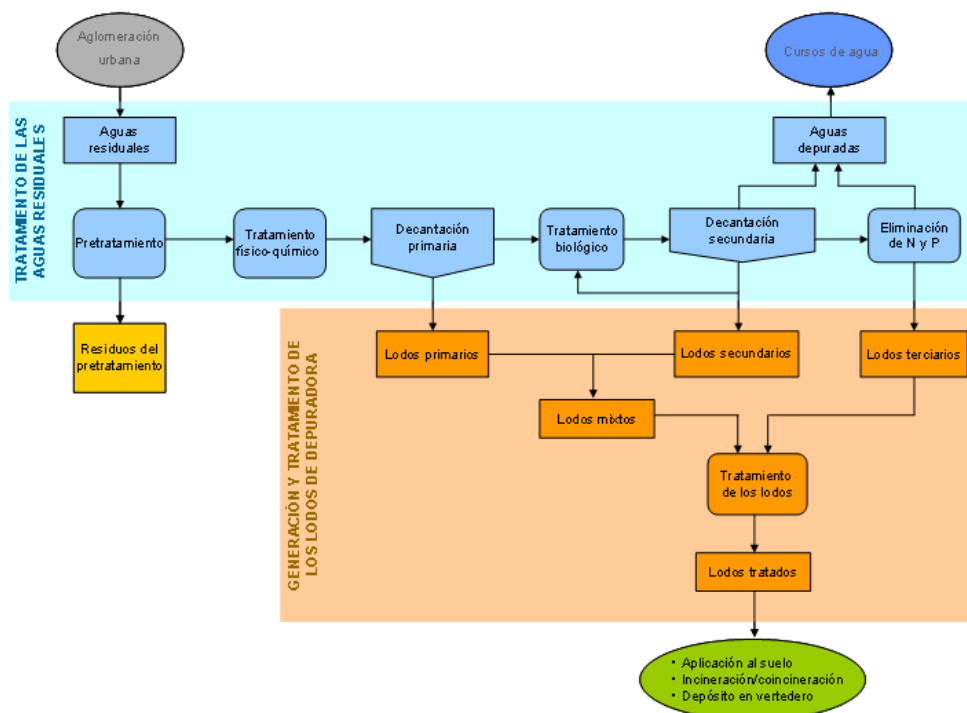 Aglomeración
urbana
Cursos de agua
TRATAMIENTO DE LAS
AGUAS RESIDUALES
Aguas
residuales
Aguas
depuradas
Pretratamiento
Tratamiento
físico-químico
Decantación
primaria
Tratamiento
biológico
Decantación
secundaria
Eliminación
de N y P
GENERACIÓN Y TRATAMIENTO DE
LOS LODOS DE DEPURADORA
Residuos del
pretratamiento
Lodos primarios
Lodos secundarios
Lodos terciarios
Lodos mixtos
Tratamiento
de los lodos
Lodos tratados
• Aplicación al suelo
• Incineración/coincineración
• Depósito en vertedero